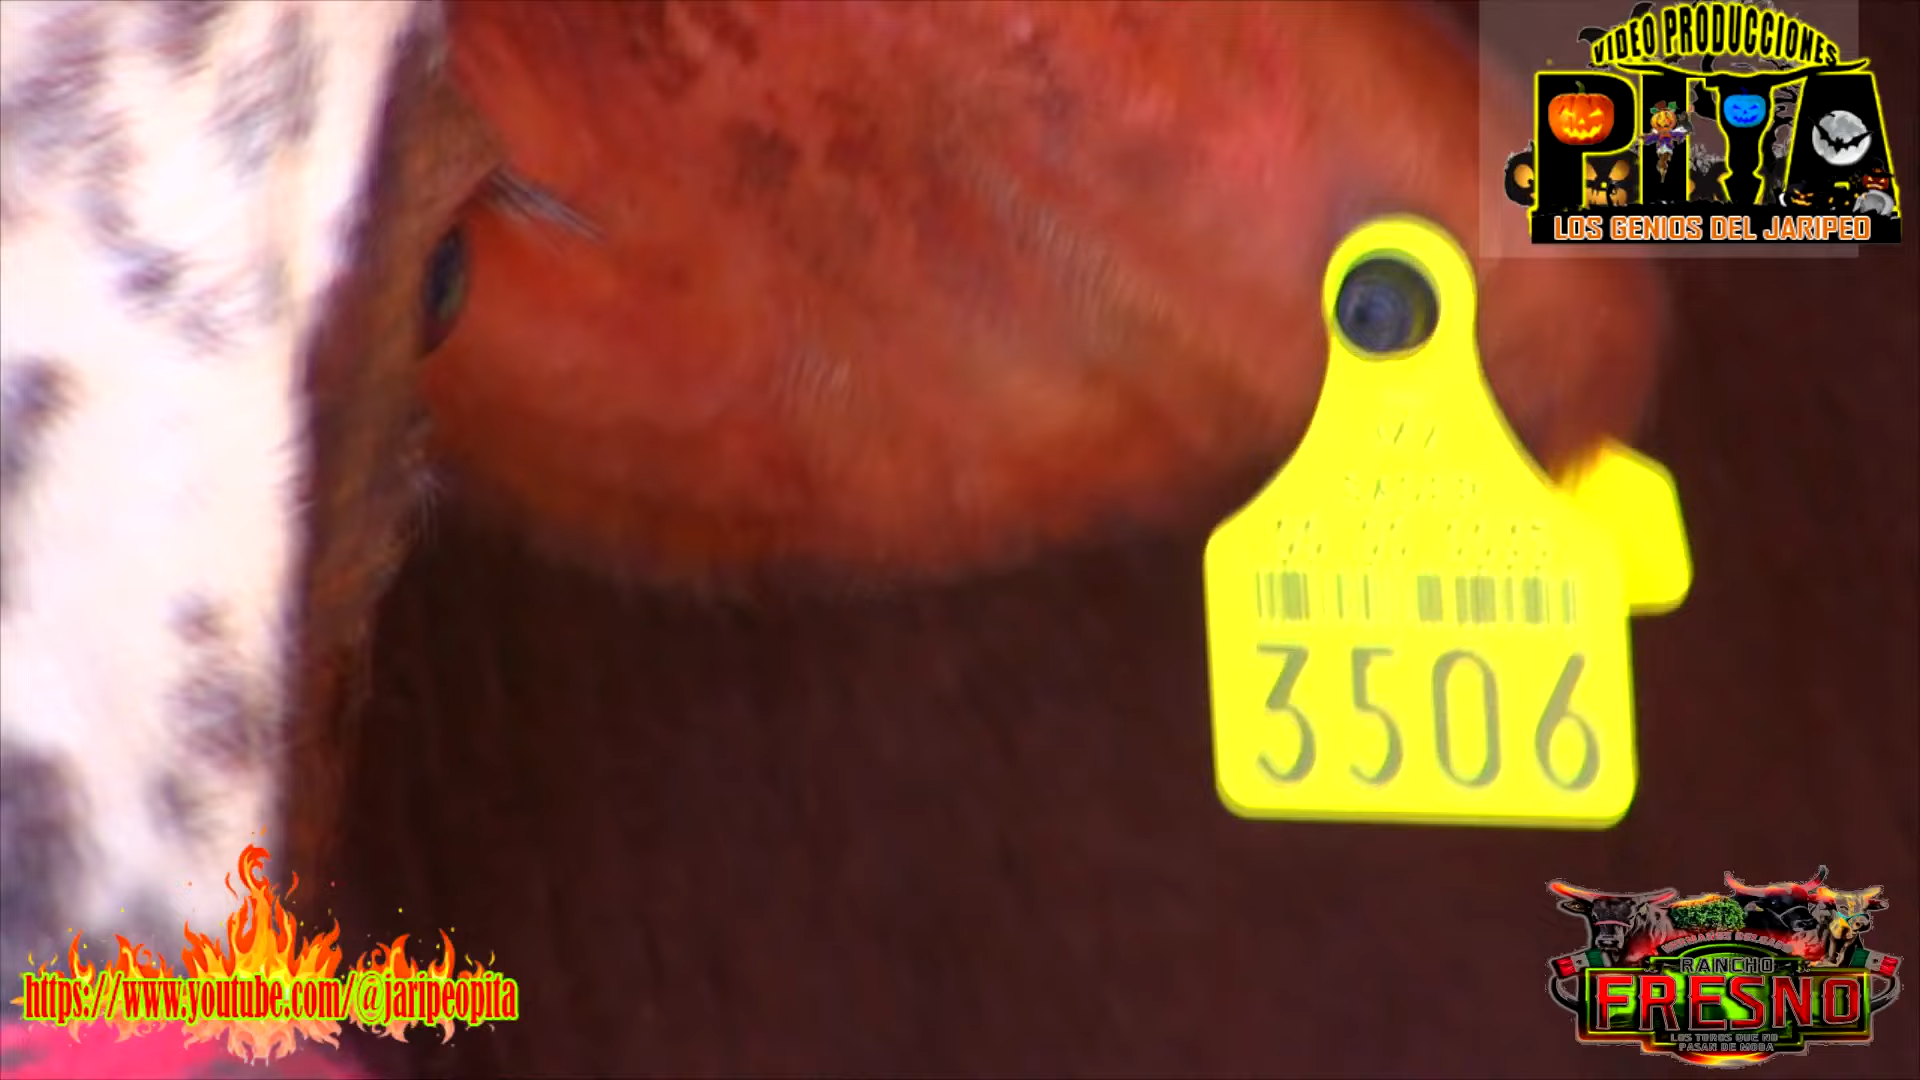 VIDEO PRODUCCIONES
PITA
LOS GENIOS DEL JARIPEO
3506
https://www.youtube.com/@jaripeopita
RANCHO
FRESNO
LOS TOROS QUE NO
PASAN DE MODA